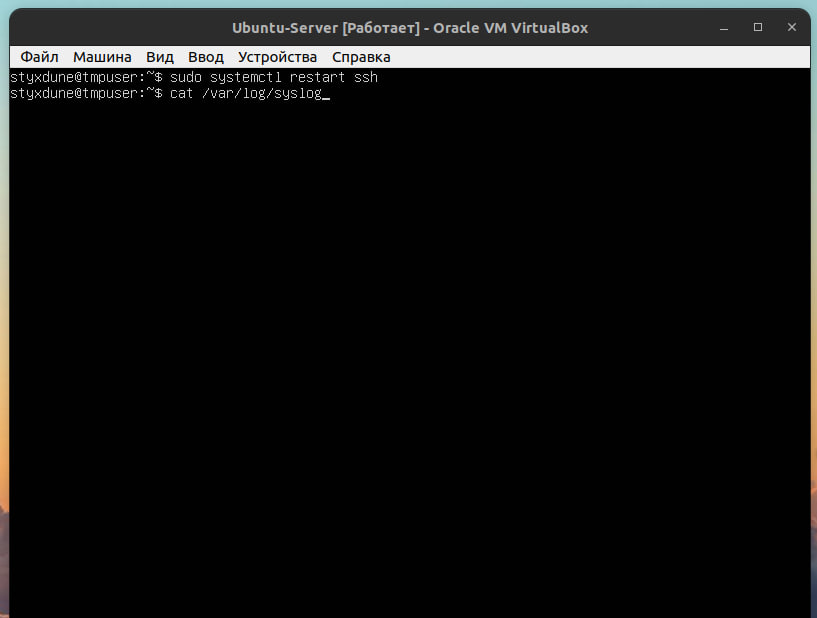 Ubuntu-Server [Работает] - Oracle VM VirtualBox
Файл Машина Вид Ввод Устройства Справка
styxdune@tmpuser:~$ sudo systemctl restart ssh
styxdune@tmpuser:~$ cat /var/log/syslog_